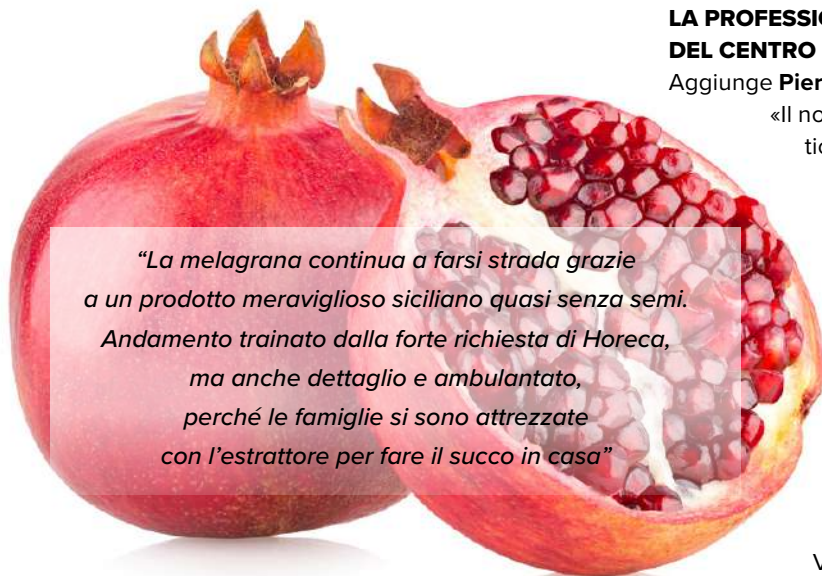 LA PROFESSIO
DEL CENTRO
Aggiunge Pier
«Il no
tic
“La melagrana continua a farsi strada grazie
a un prodotto meraviglioso siciliano quasi senza semi.
Andamento trainato dalla forte richiesta di Horeca,
ma anche dettaglio e ambulantato,
perché le famiglie si sono attrezzate
con l’estrattore per fare il succo in casa”
V